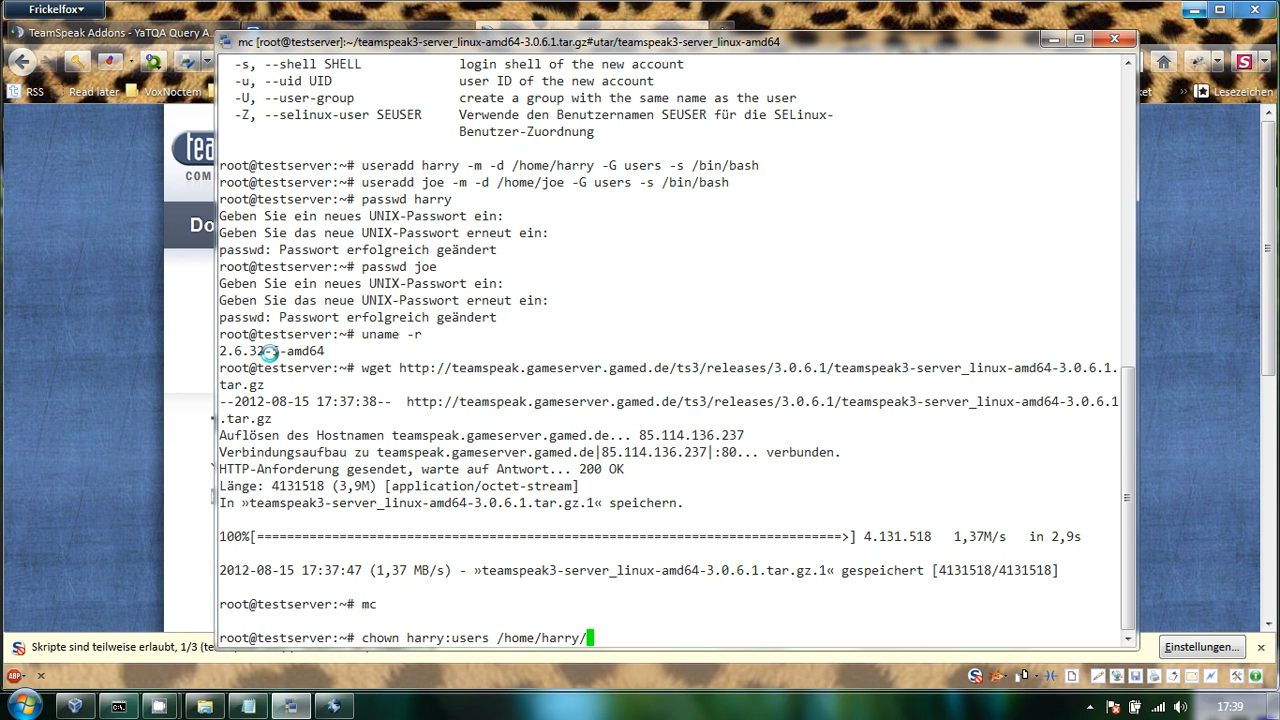 Frickelfox
TeamSpeak Addons - YaTQA Query A
mc [root@testserver]:~/teamspeak3-server_linux-amd64-3.0.6.1.tar.gz#utar/teamspeak3-server_linux-amd64
RSS
Read later
VoxNoctem
Lesezeichen
S
tea
COM
Do
-s, --shell SHELL             login shell of the new account
-u, --uid UID                 user ID of the new account
-U, --user-group              create a group with the same name as the user
-Z, --selinux-user SEUSER     Verwende den Benutzernamen SEUSER für die SELinux-
Benutzer-Zuordnung
root@testserver:~# useradd harry -m -d /home/harry -G users -s /bin/bash
root@testserver:~# useradd joe -m -d /home/joe -G users -s /bin/bash
root@testserver:~# passwd harry
Geben Sie ein neues UNIX-Passwort ein:
Geben Sie das neue UNIX-Passwort erneut ein:
passwd: Passwort erfolgreich geändert
root@testserver:~# passwd joe
Geben Sie ein neues UNIX-Passwort ein:
Geben Sie das neue UNIX-Passwort erneut ein:
passwd: Passwort erfolgreich geändert
root@testserver:~# uname -r
2.6.32-5-amd64
root@testserver:~# wget http://teamspeak.gameserver.gamed.de/ts3/releases/3.0.6.1/teamspeak3-server_linux-amd64-3.0.6.1.
tar.gz
--2012-08-15 17:37:38--  http://teamspeak.gameserver.gamed.de/ts3/releases/3.0.6.1/teamspeak3-server_linux-amd64-3.0.6.1
.tar.gz
Auflösen des Hostnamen teamspeak.gameserver.gamed.de... 85.114.136.237
Verbindungsaufbau zu teamspeak.gameserver.gamed.de|85.114.136.237|:80... verbunden.
HTTP-Anforderung gesendet, warte auf Antwort... 200 OK
Länge: 4131518 (3,9M) [application/octet-stream]
In »teamspeak3-server_linux-amd64-3.0.6.1.tar.gz.1« speichern.
100%[==============================================================================>] 4.131.518   1,37M/s   in 2,9s
2012-08-15 17:37:47 (1,37 MB/s) - »teamspeak3-server_linux-amd64-3.0.6.1.tar.gz.1« gespeichert [4131518/4131518]
root@testserver:~# mc
root@testserver:~# chown harry:users /home/harry/
Skripte sind teilweise erlaubt, 1/3 (te
Einstellungen...
ABP
17:39